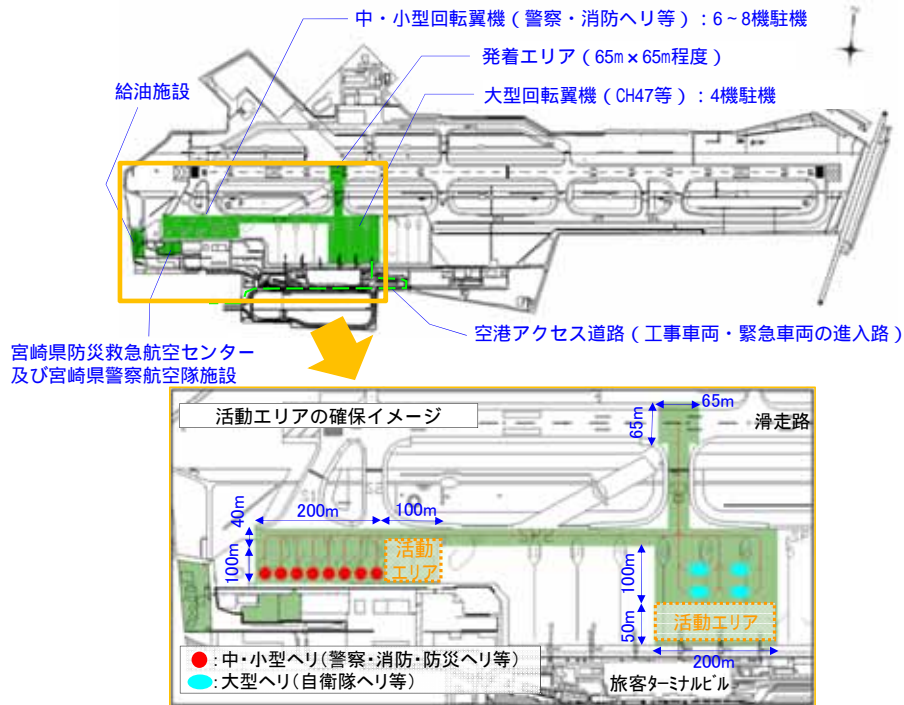 中・小型回転翼機（警察・消防ヘリ等）：6～8機駐機
発着エリア（65m×65m程度）
大型回転翼機（CH47等）：4機駐機
給油施設
空港アクセス道路（工事車両・緊急車両の進入路）
宮崎県防災救急航空センター
及び宮崎県警察航空隊施設
活動エリアの確保イメージ
65m
65m
滑走路
200m
100m
40m
100m
活動
エリア
100m
50m
活動エリア
200m
旅客ターミナルビル
：中・小型ヘリ(警察・消防・防災ヘリ等)
：大型ヘリ(自衛隊ヘリ等)